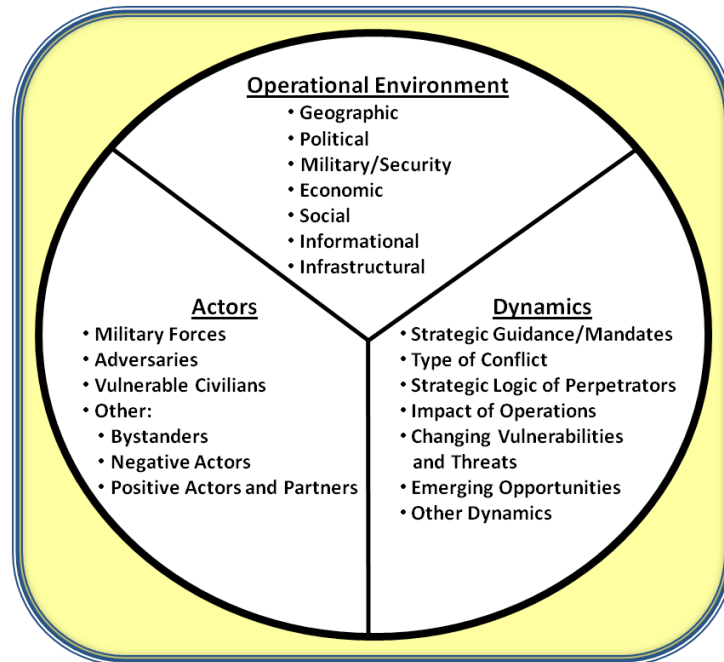 Operational Environment
• Geographic
• Political
• Military/Security
• Economic
• Social
• Informational
• Infrastructural
Actors
• Military Forces
• Adversaries
• Vulnerable Civilians
• Other:
• Bystanders
• Negative Actors
• Positive Actors and Partners
Dynamics
• Strategic Guidance/Mandates
• Type of Conflict
• Strategic Logic of Perpetrators
• Impact of Operations
• Changing Vulnerabilities
and Threats
• Emerging Opportunities
• Other Dynamics